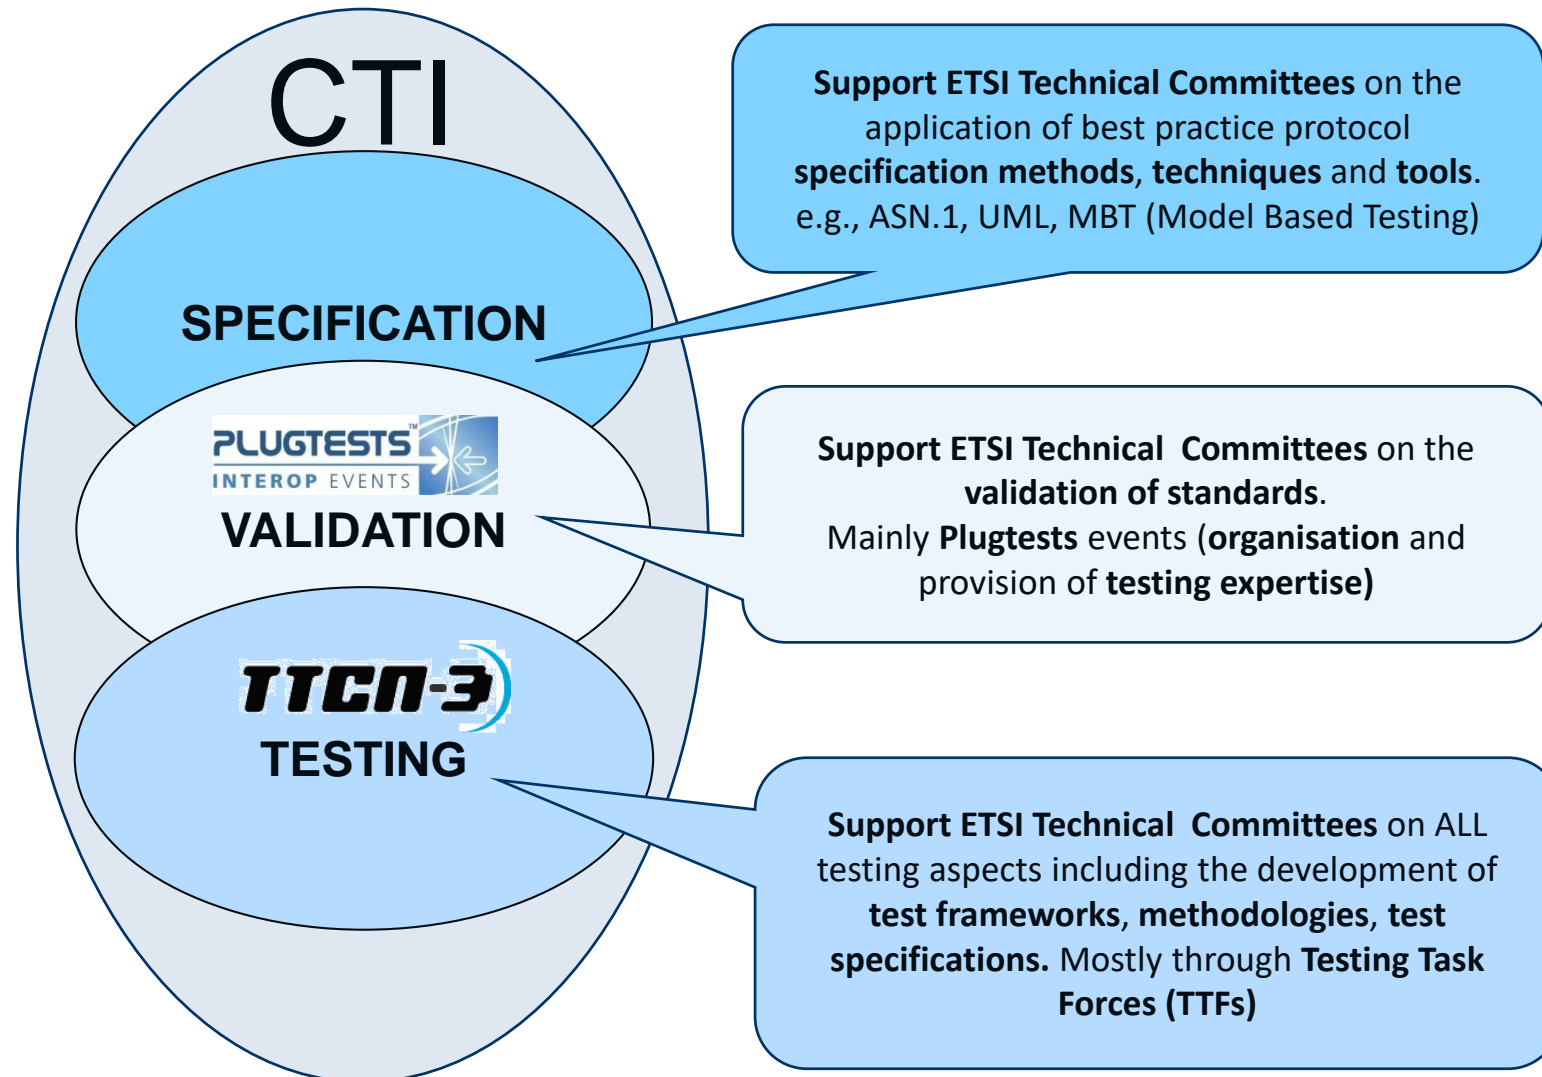 CTI
SPECIFICATION
PLUGTESTS™
INTEROP EVENTS
VALIDATION
TTCN-3
TESTING
Support ETSI Technical Committees on the
application of best practice protocol
specification methods, techniques and tools.
e.g., ASN.1, UML, MBT (Model Based Testing)
Support ETSI Technical  Committees on the
validation of standards.
Mainly Plugtests events (organisation and
provision of testing expertise)
Support ETSI Technical  Committees on ALL
testing aspects including the development of
test frameworks, methodologies, test
specifications. Mostly through Testing Task
Forces (TTFs)